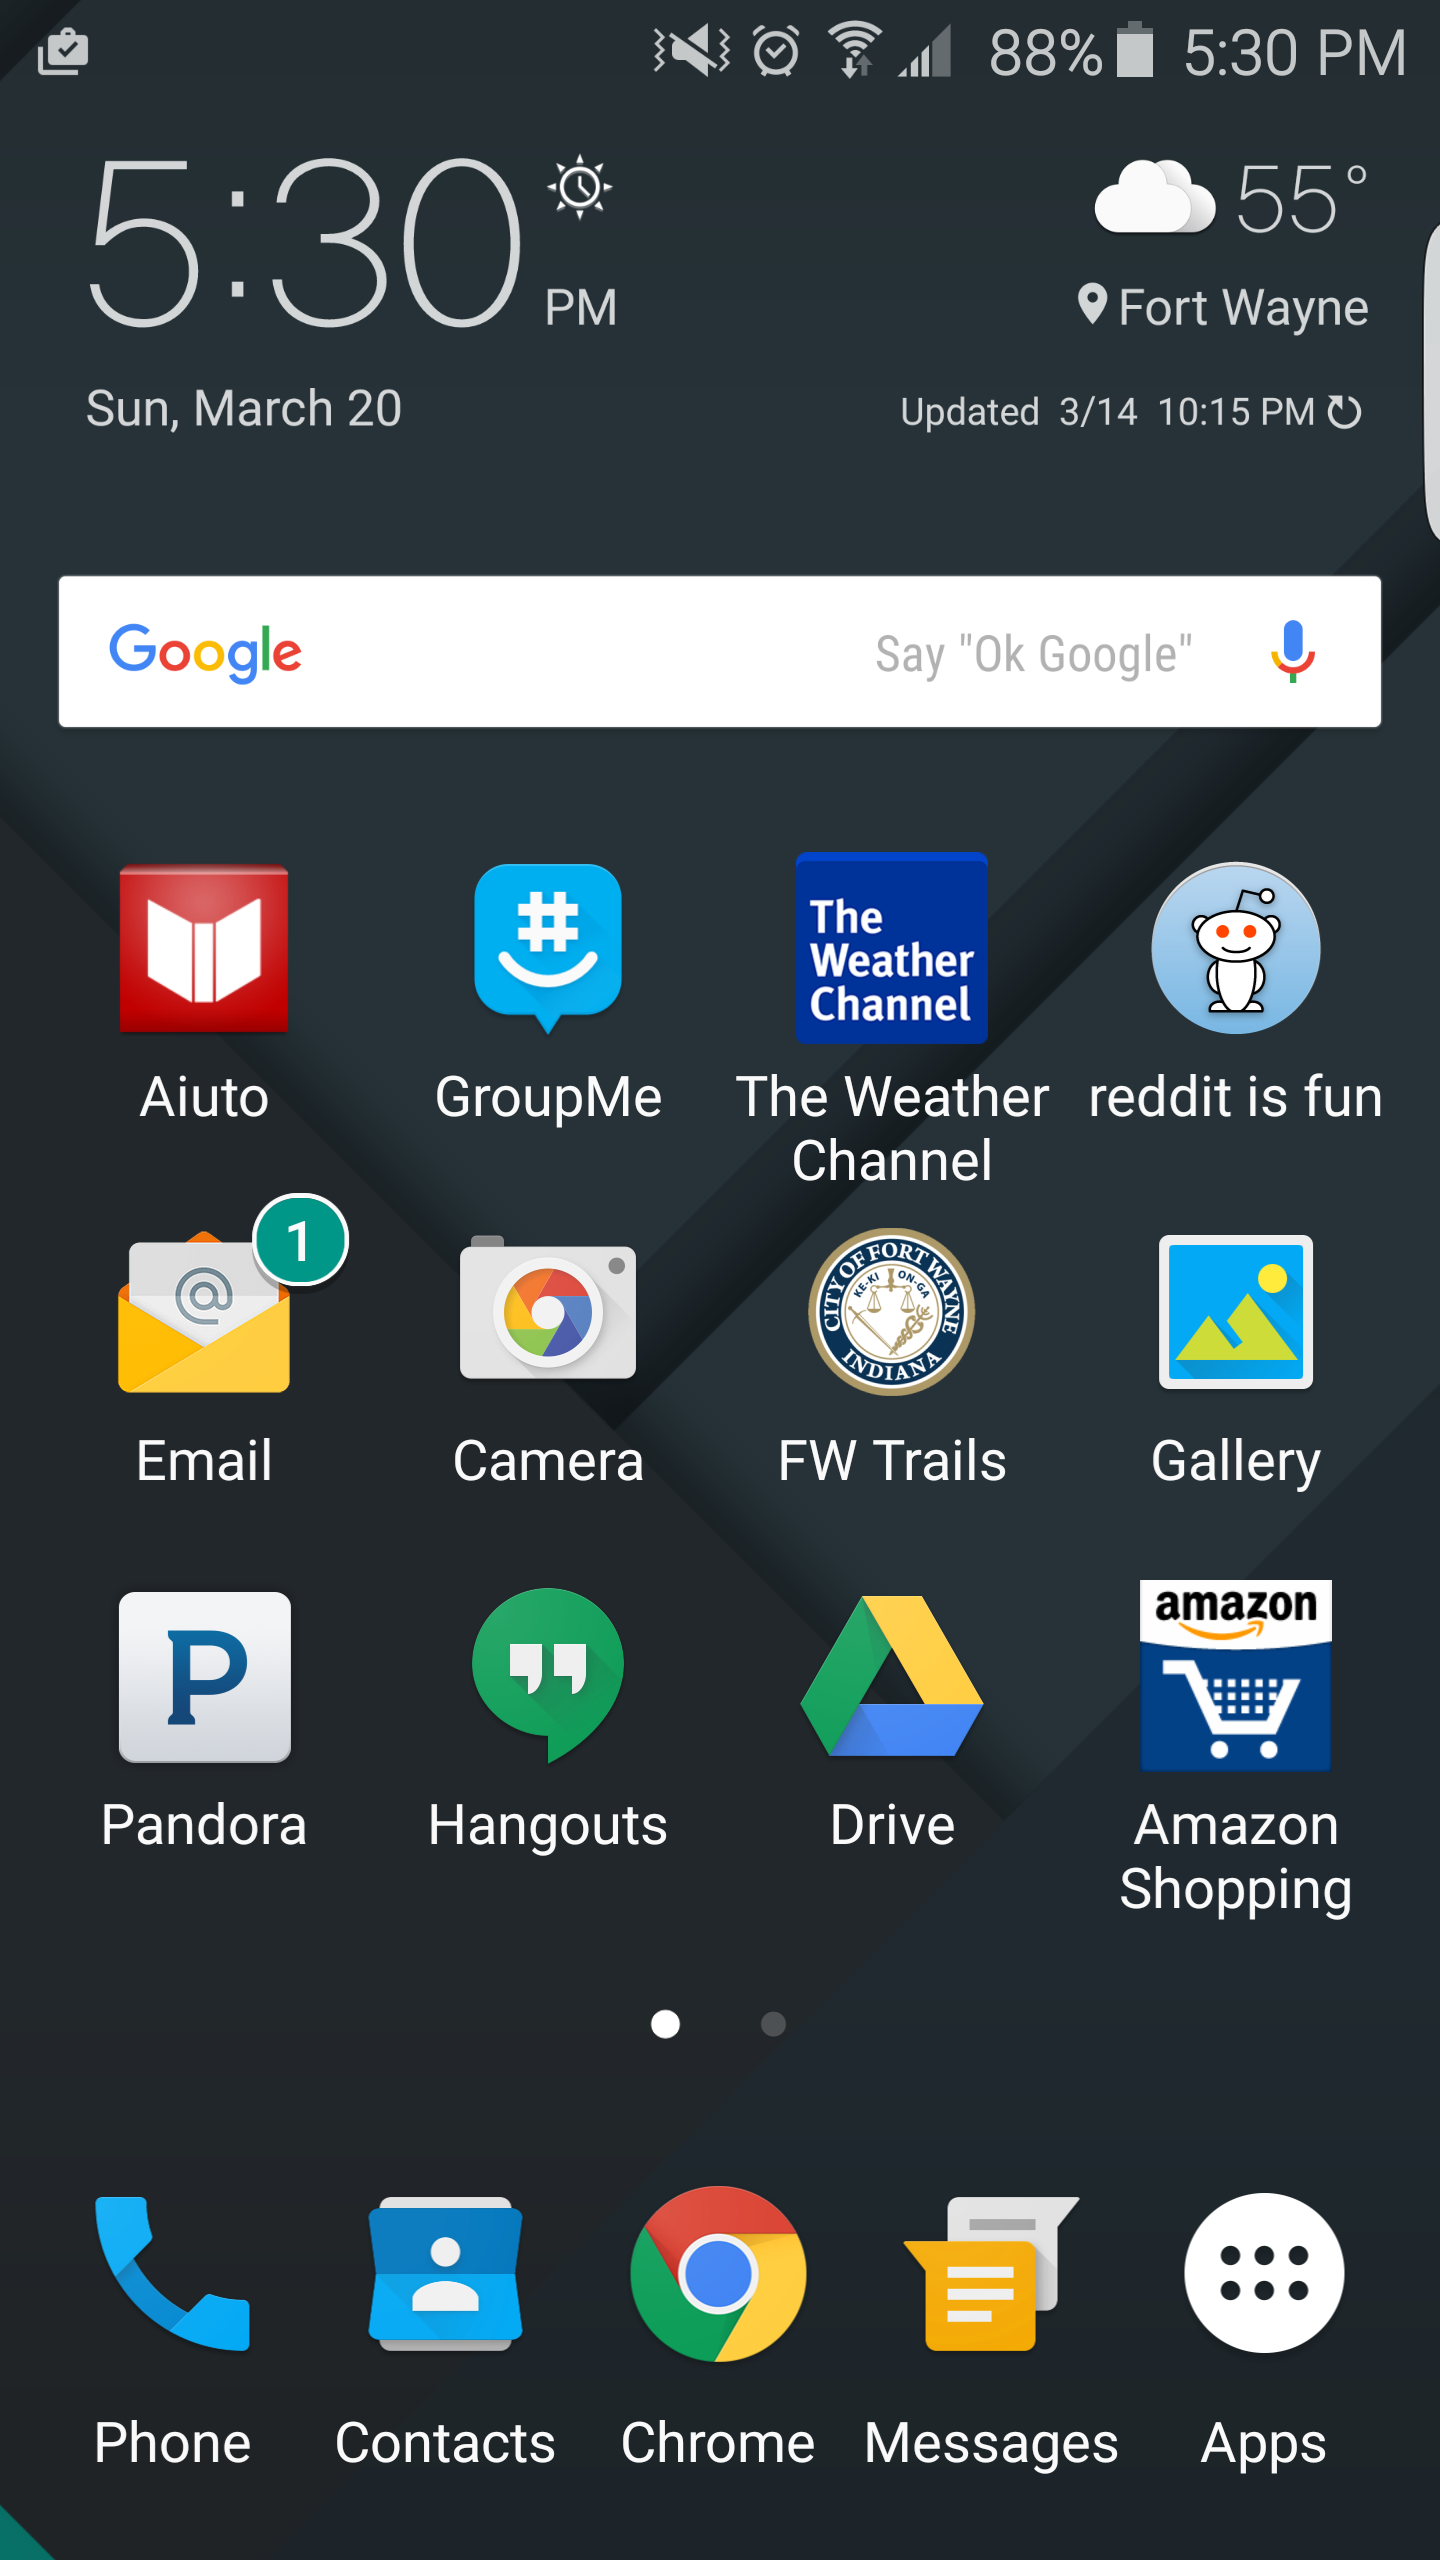 88% 5:30 PM
5:30 PM
55°
Fort Wayne
Sun, March 20
Updated 3/14 10:15 PM
Google Say "Ok Google"
The
Weather
Channel
Aiuto GroupMe The Weather Channel reddit is fun
1
@
CITY OF FORT WAYNE
KE-KI ON-GA
INDIANA
Email Camera FW Trails Gallery
P
amazon
Pandora Hangouts Drive Amazon Shopping
Phone Contacts Chrome Messages Apps